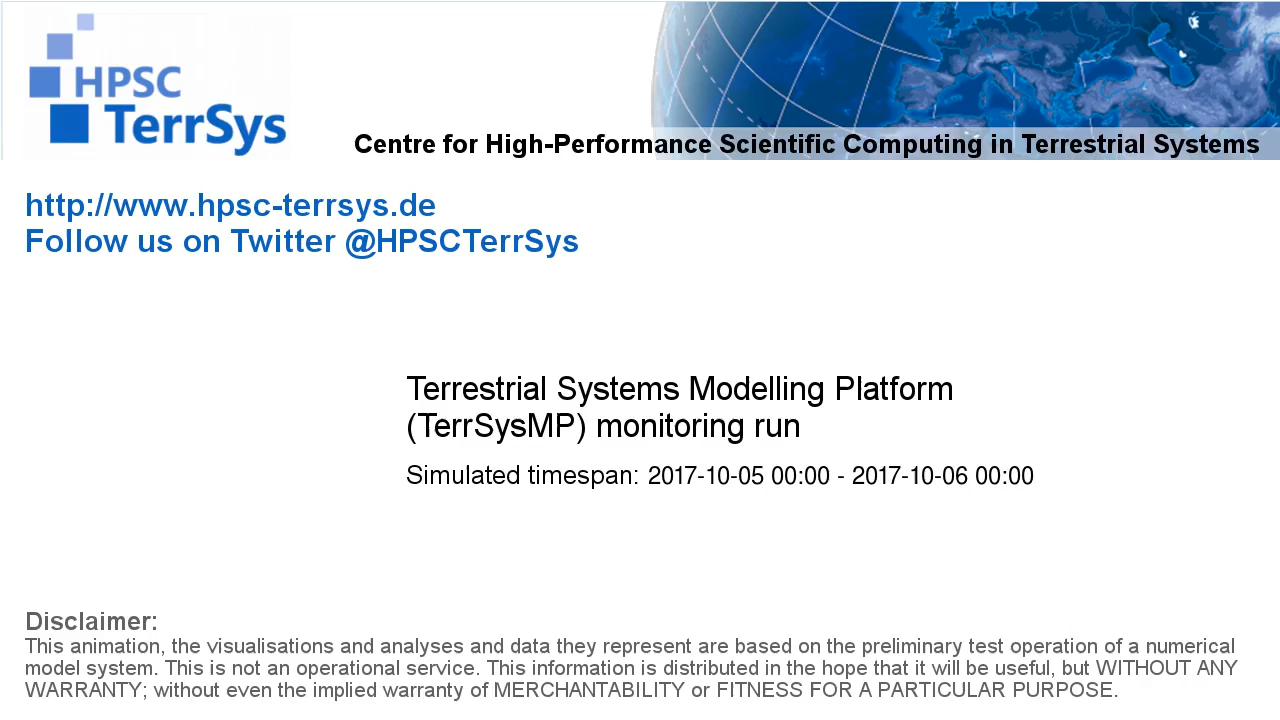 HPSC
TerrSys
Centre for High-Performance Scientific Computing in Terrestrial Systems
http://www.hpsc-terrsys.de
Follow us on Twitter @HPSCTerrSys
Terrestrial Systems Modelling Platform
(TerrSysMP) monitoring run
Simulated timespan: 2017-10-05 00:00 - 2017-10-06 00:00
Disclaimer:
This animation, the visualisations and analyses and data they represent are based on the preliminary test operation of a numerical
model system. This is not an operational service. This information is distributed in the hope that it will be useful, but WITHOUT ANY
WARRANTY; without even the implied warranty of MERCHANTABILITY or FITNESS FOR A PARTICULAR PURPOSE.